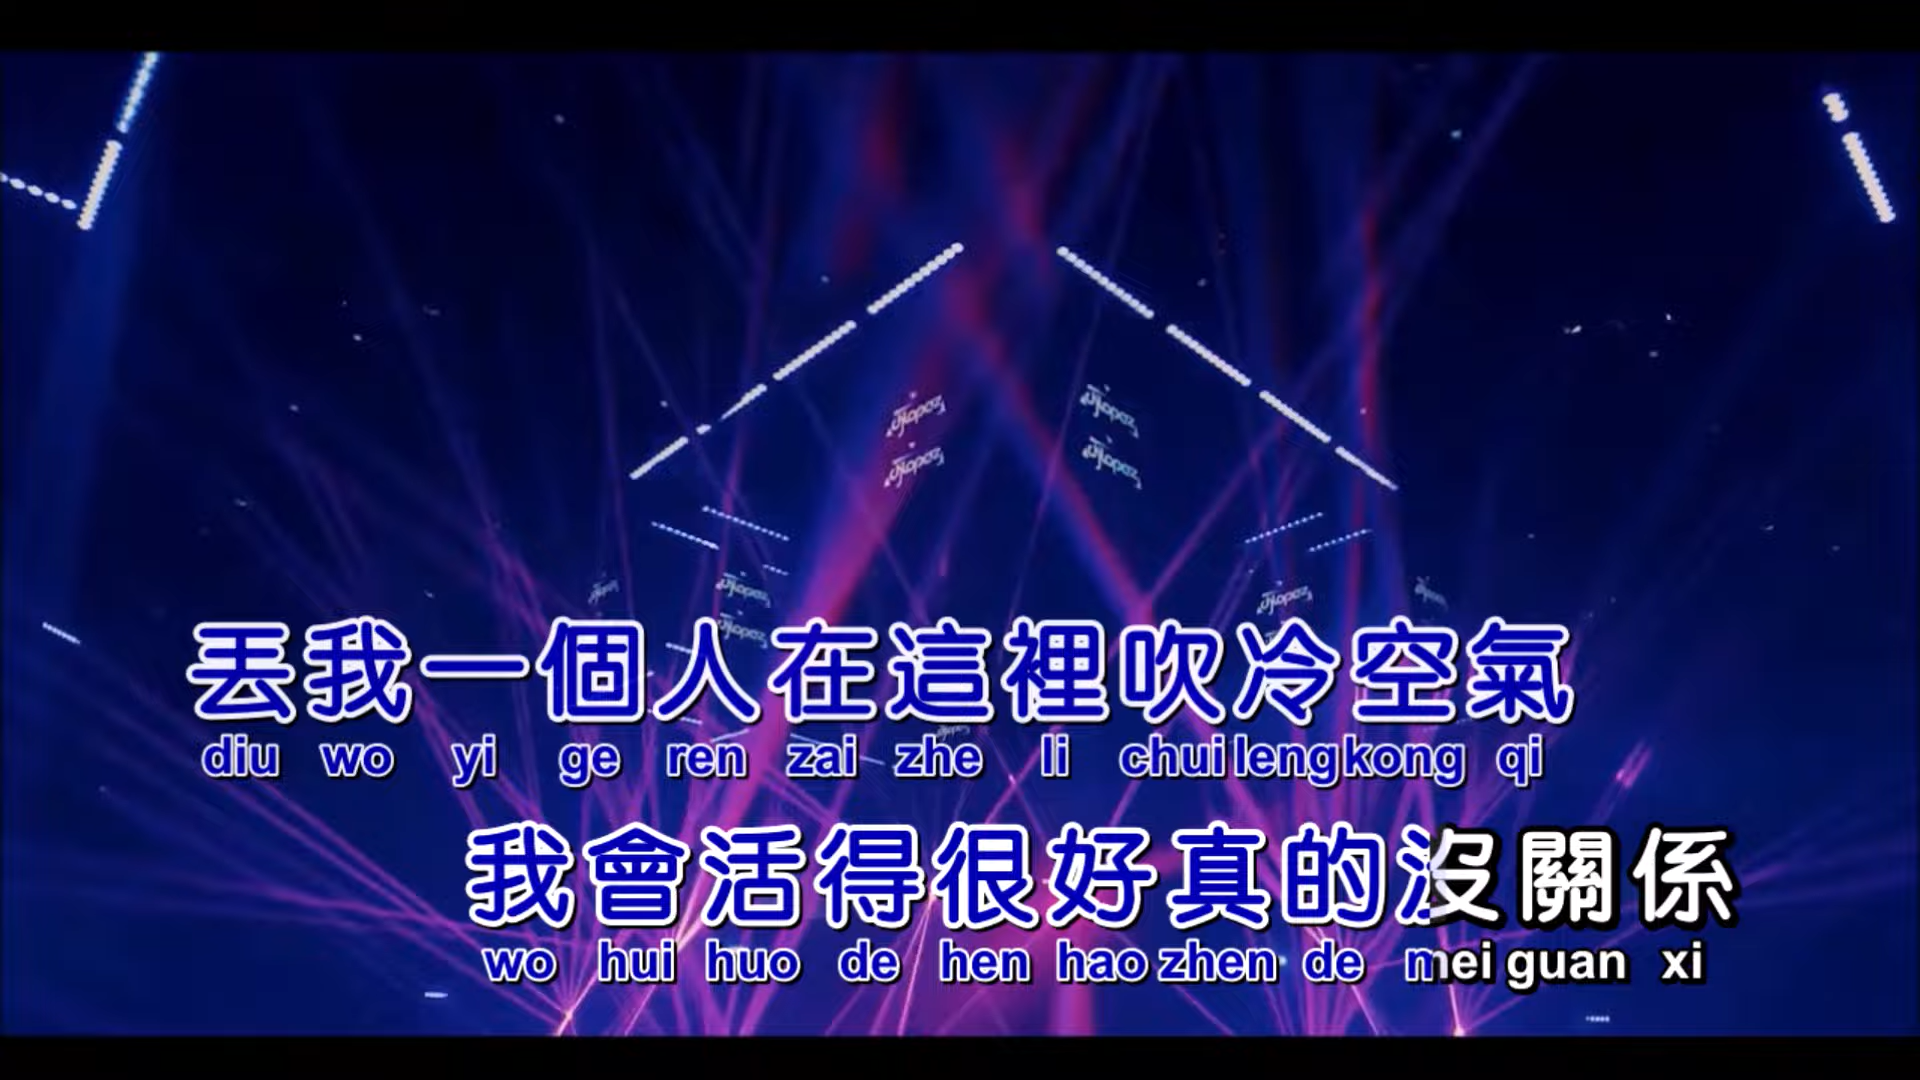 丟我一個人在這裡吹冷空氣
diu wo yi ge ren zai zhe li chui leng kong qi
我會活得很好真的沒關係
wo hui huo de hen hao zhen de mei guan xi